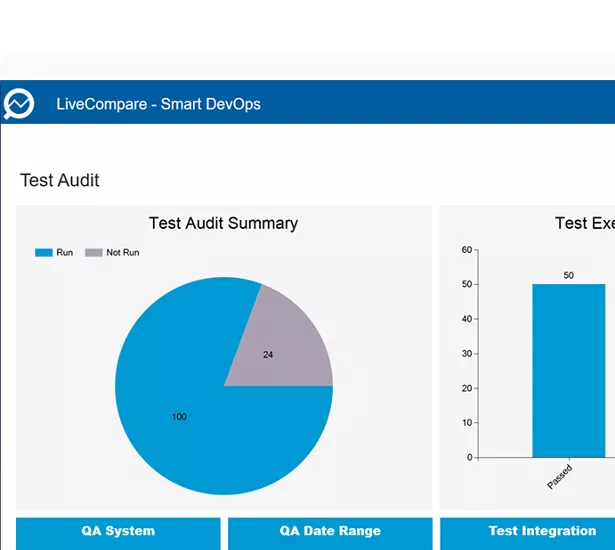 LiveCompare - Smart DevOps
Test Audit
Test Audit Summary
Run
Not Run
24
100
Test Exe
60
50
40
30
20
10
0
50
Passed
QA System
QA Date Range
Test Integration